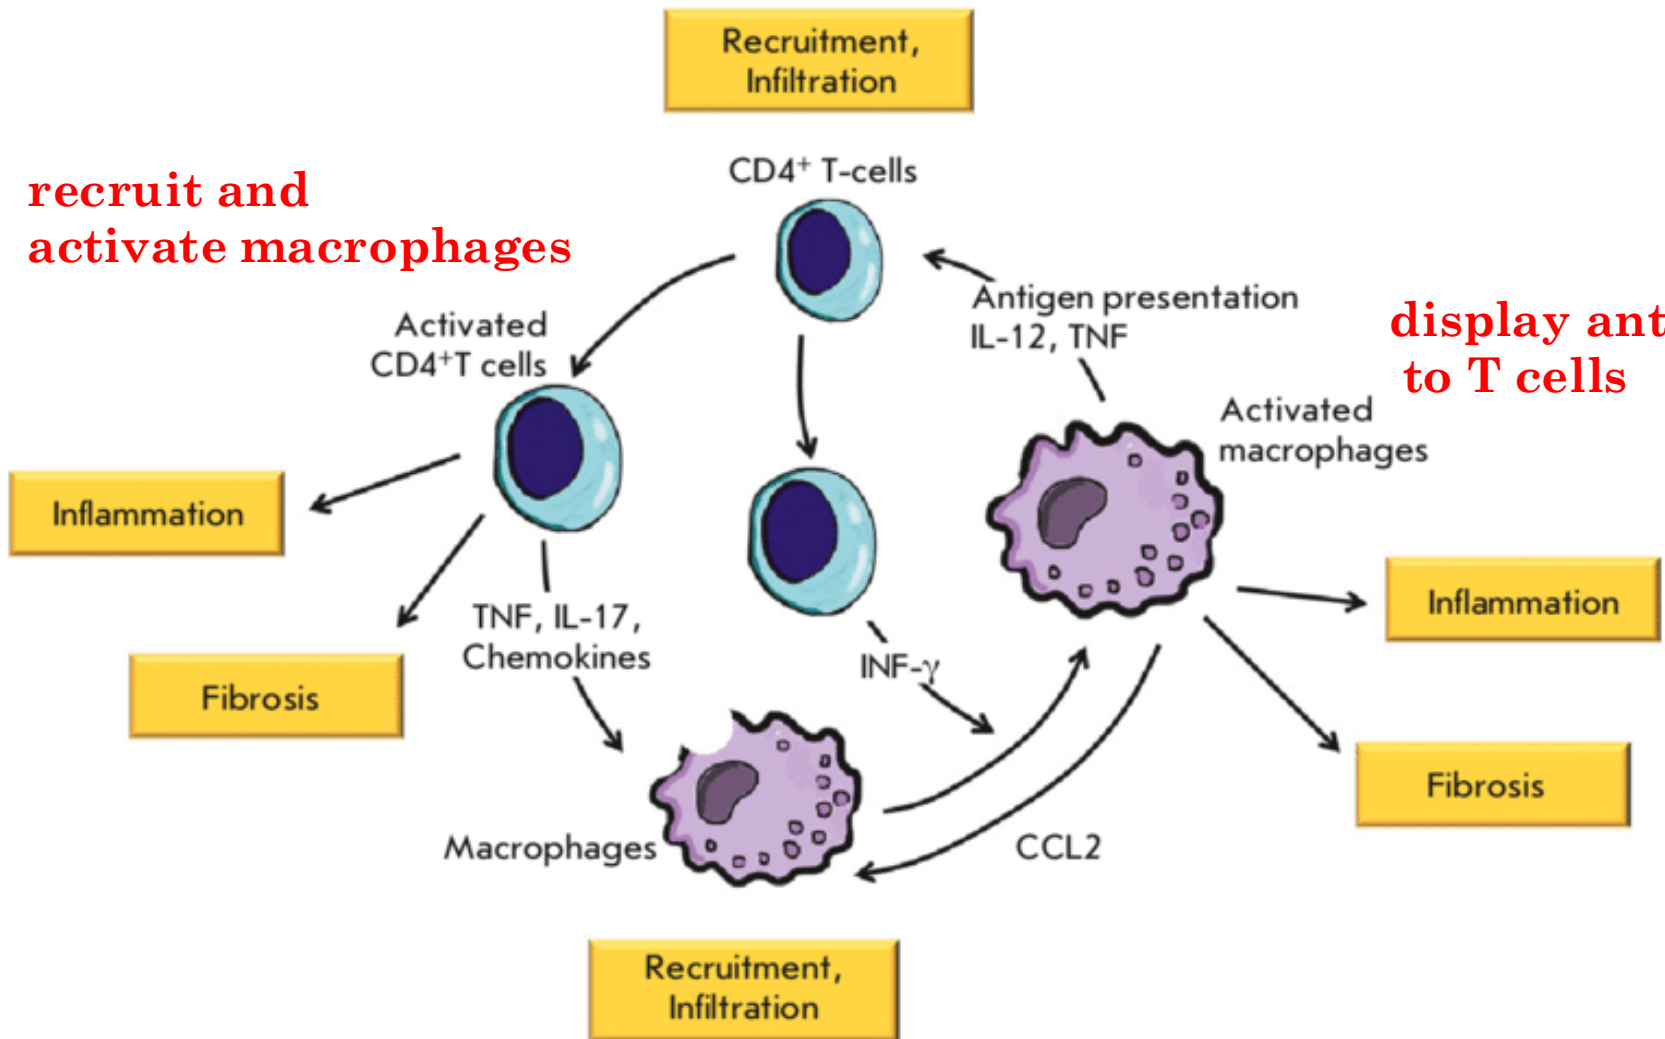 Recruitment,
Infiltration
CD4⁺ T-cells
recruit and
activate macrophages
Antigen presentation
IL-12, TNF
display ant
to T cells
Activated
CD4⁺T cells
Activated
macrophages
Inflammation
TNF, IL-17,
Chemokines
INF-γ
Inflammation
Fibrosis
Fibrosis
Macrophages
CCL2
Recruitment,
Infiltration